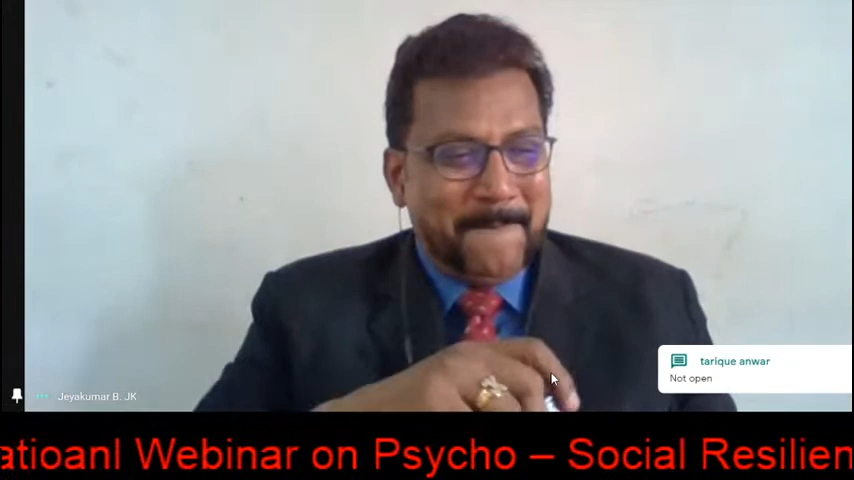 tarique anwar
Not open
Jeyakumar B. JK
atioanl Webinar on Psycho – Social Resilien